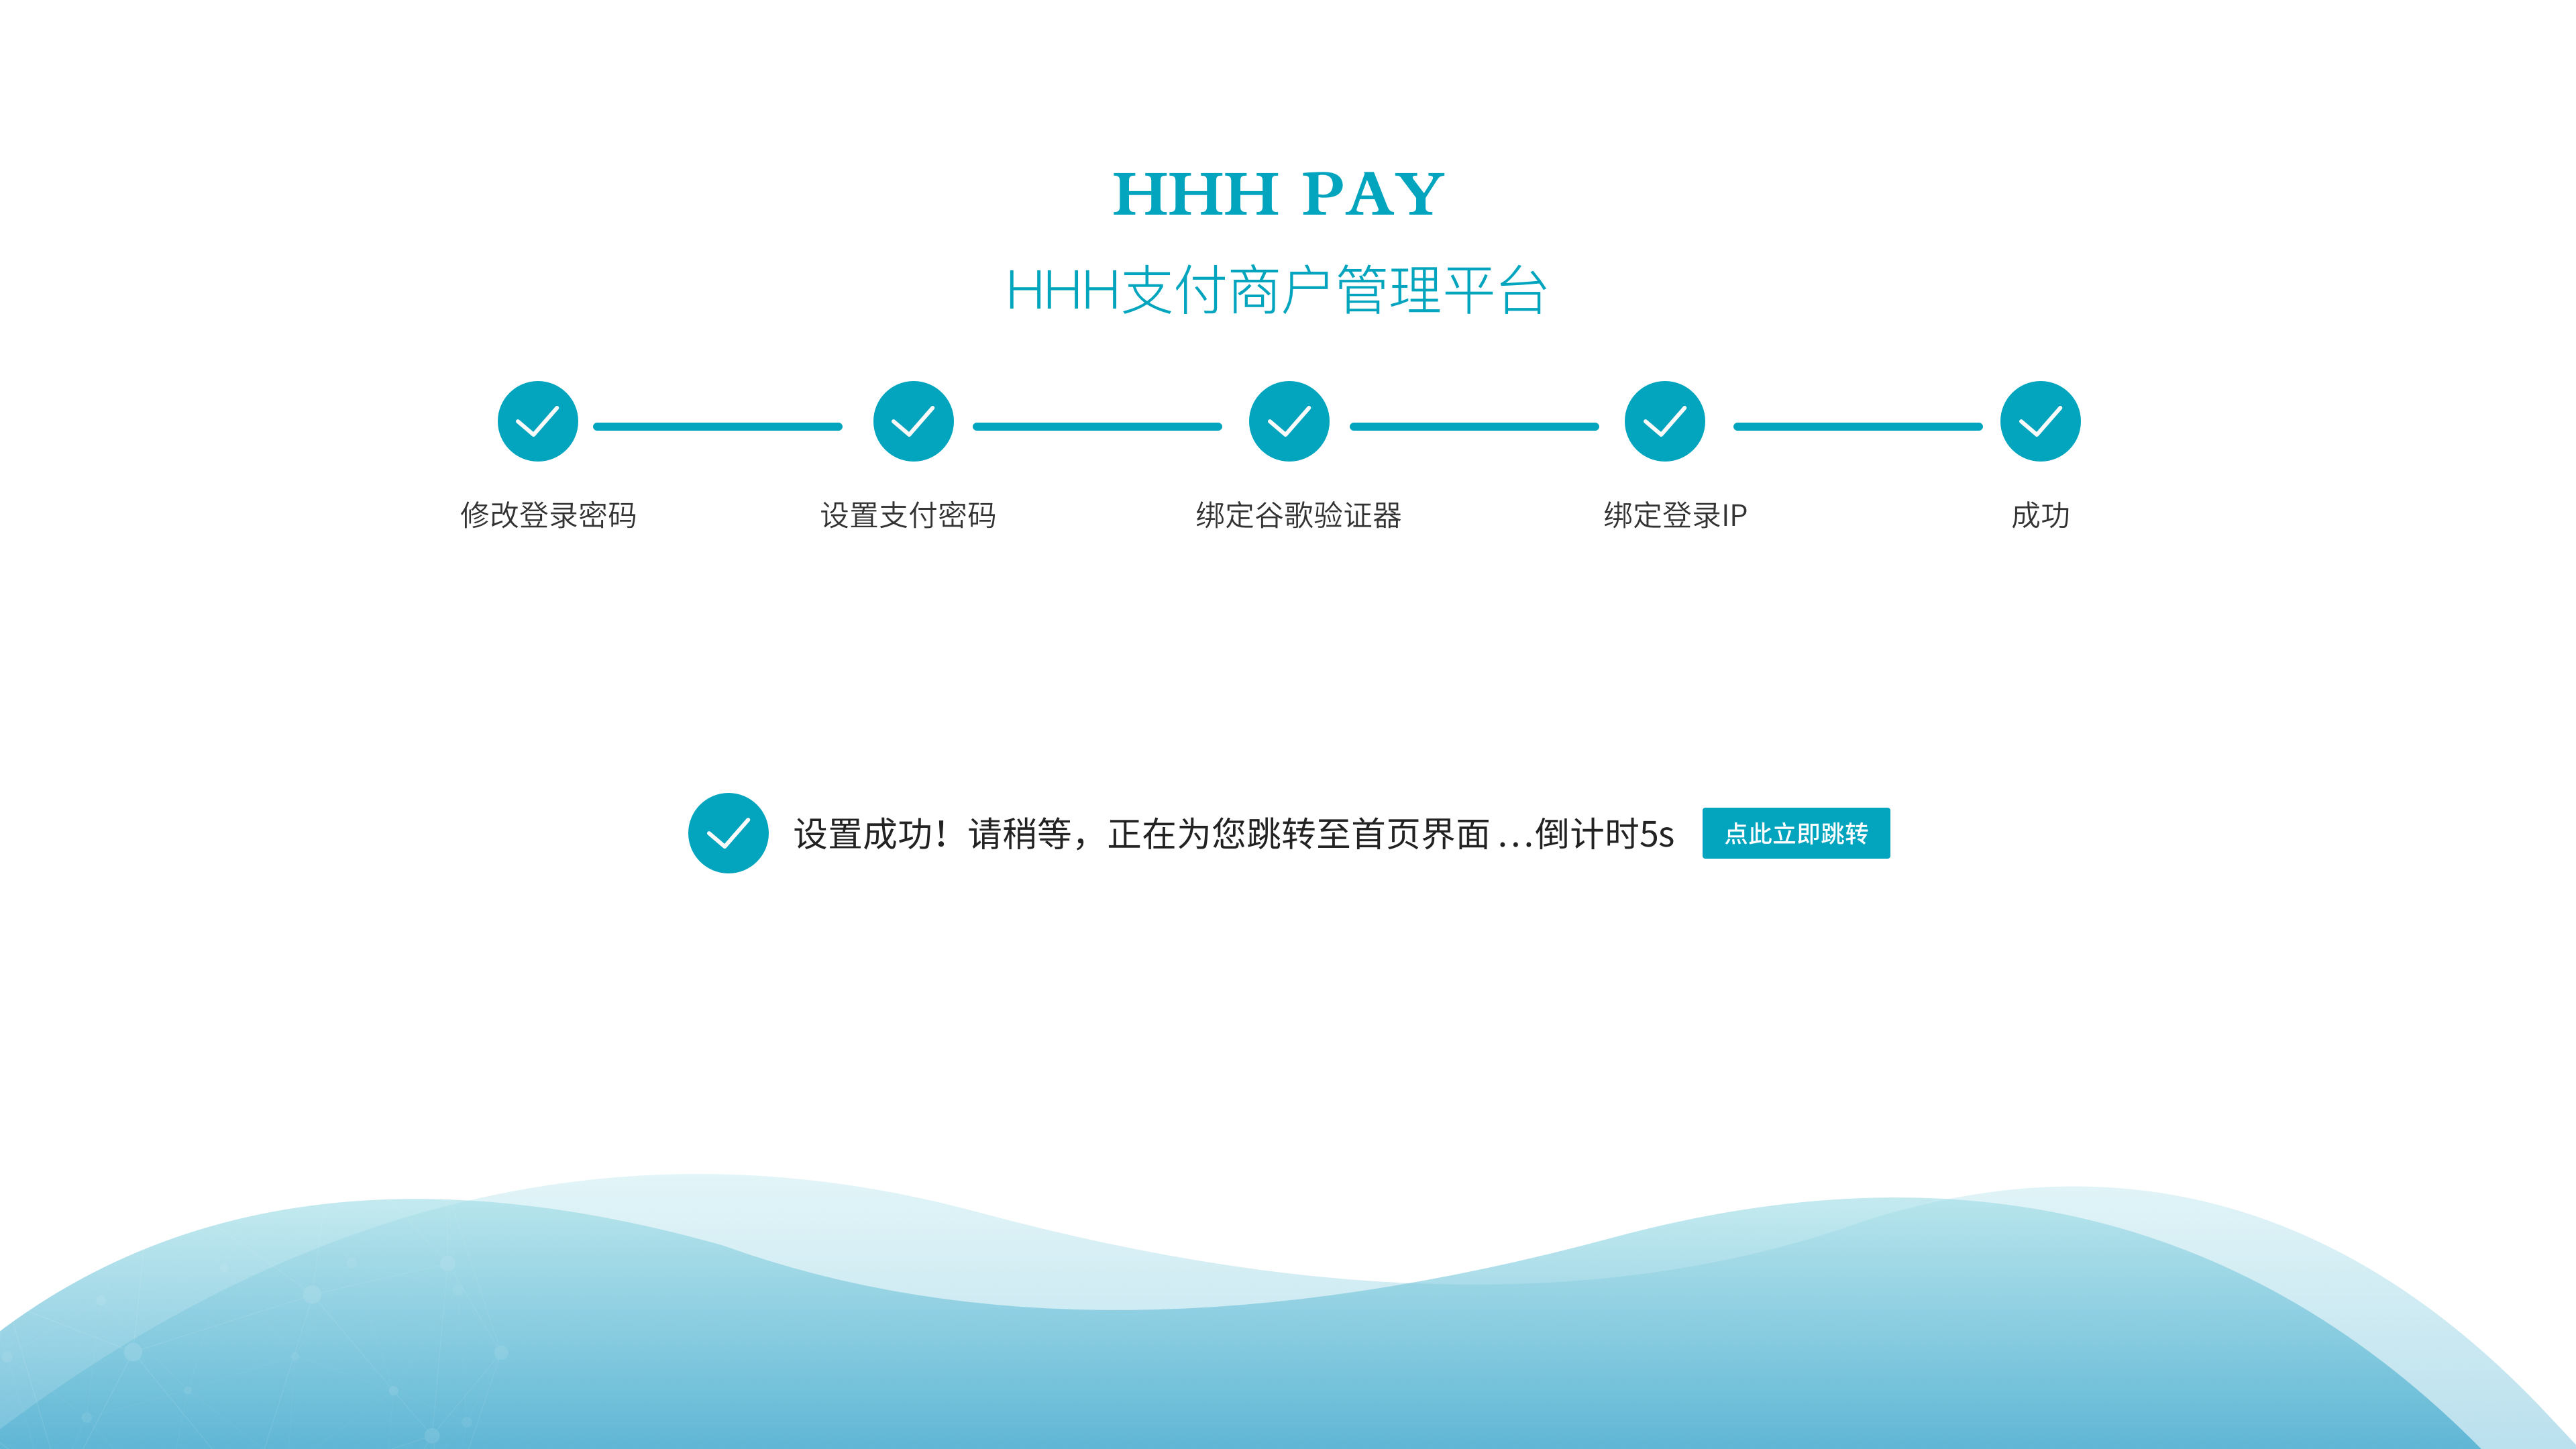 HHH PAY
HHH支付商户管理平台
修改登录密码
设置支付密码
绑定谷歌验证器
绑定登录IP
成功
设置成功！请稍等，正在为您跳转至首页界面 ...倒计时5s
点此立即跳转